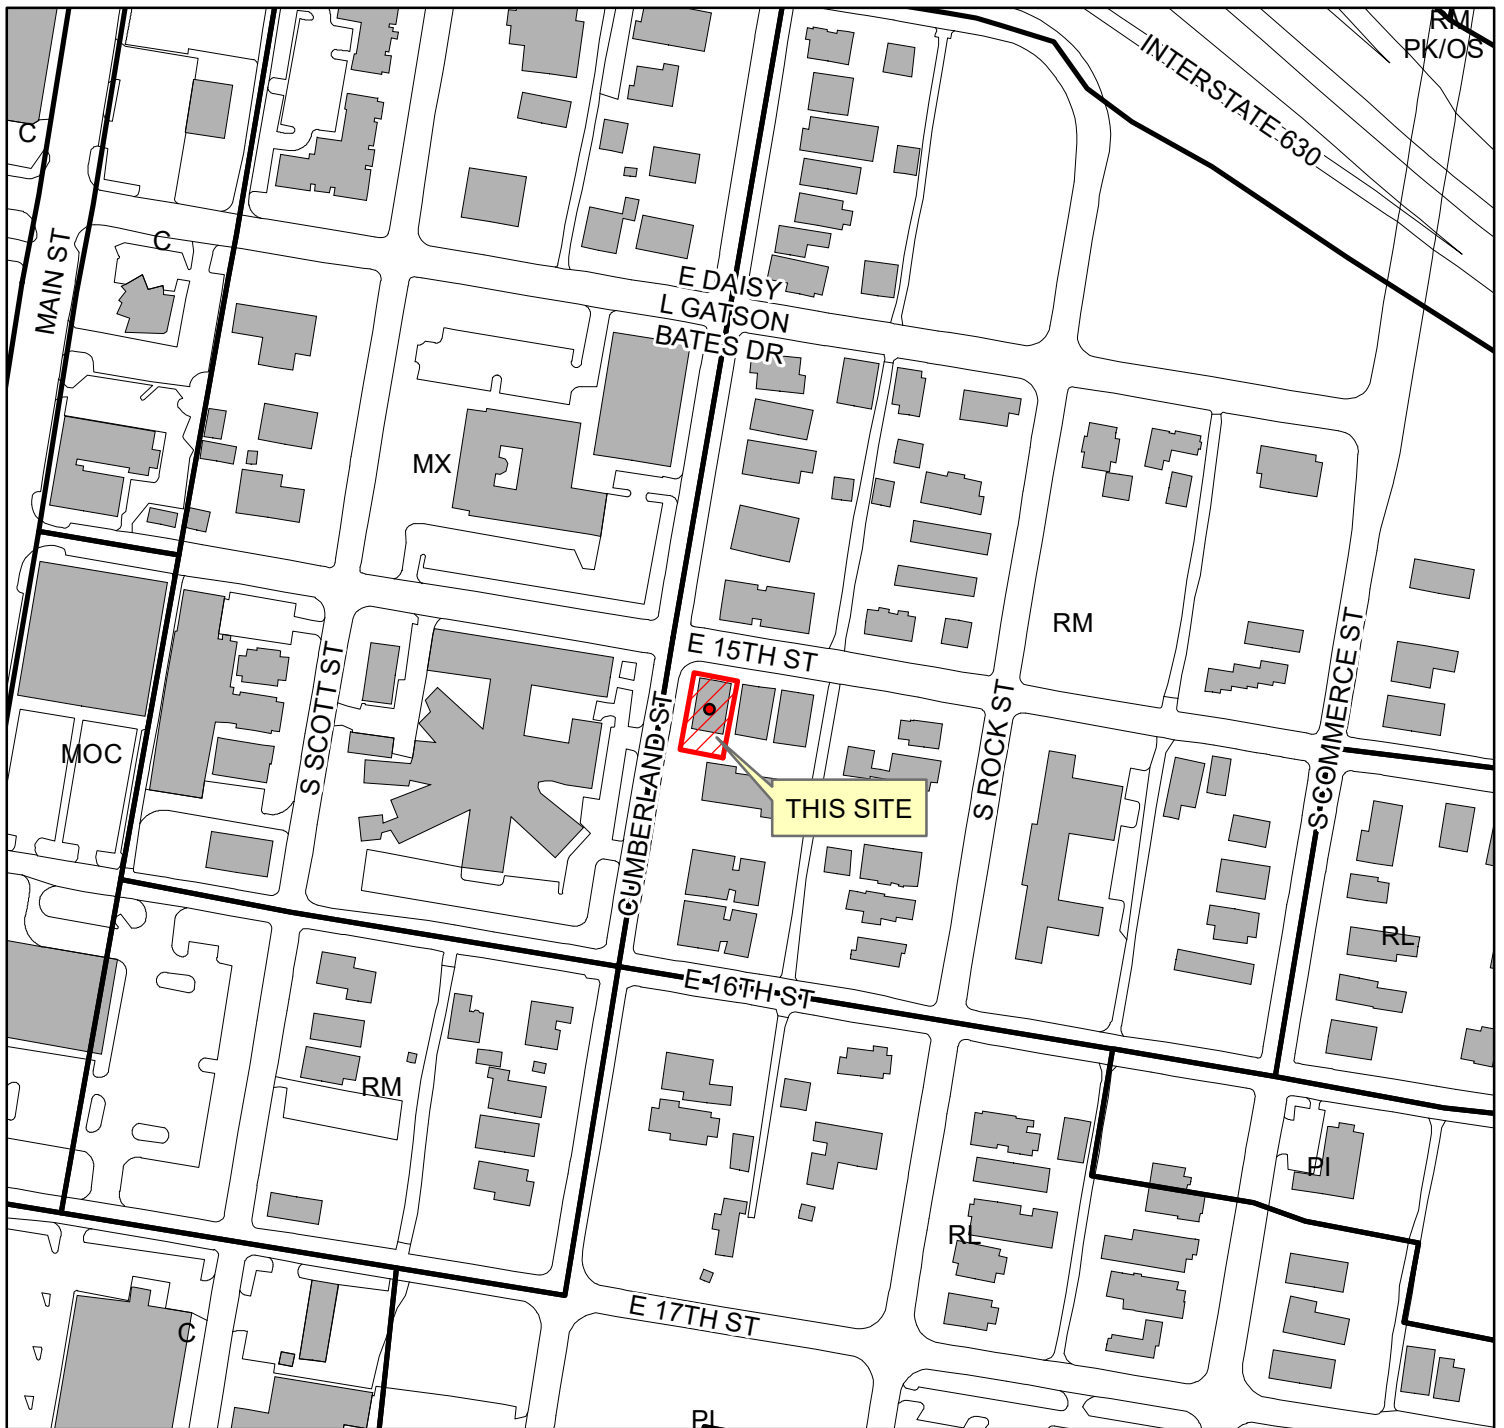 RM
PK/OS
INTERSTATE 630
C
C
MAIN ST
E DAISY
L GATSON
BATES DR
MX
RM
E 15TH ST
S SCOTT ST
CUMBERLAND ST
S ROCK ST
S COMMERCE ST
MOC
THIS SITE
RL
E 16TH ST
RM
PI
RL
E 17TH ST
C